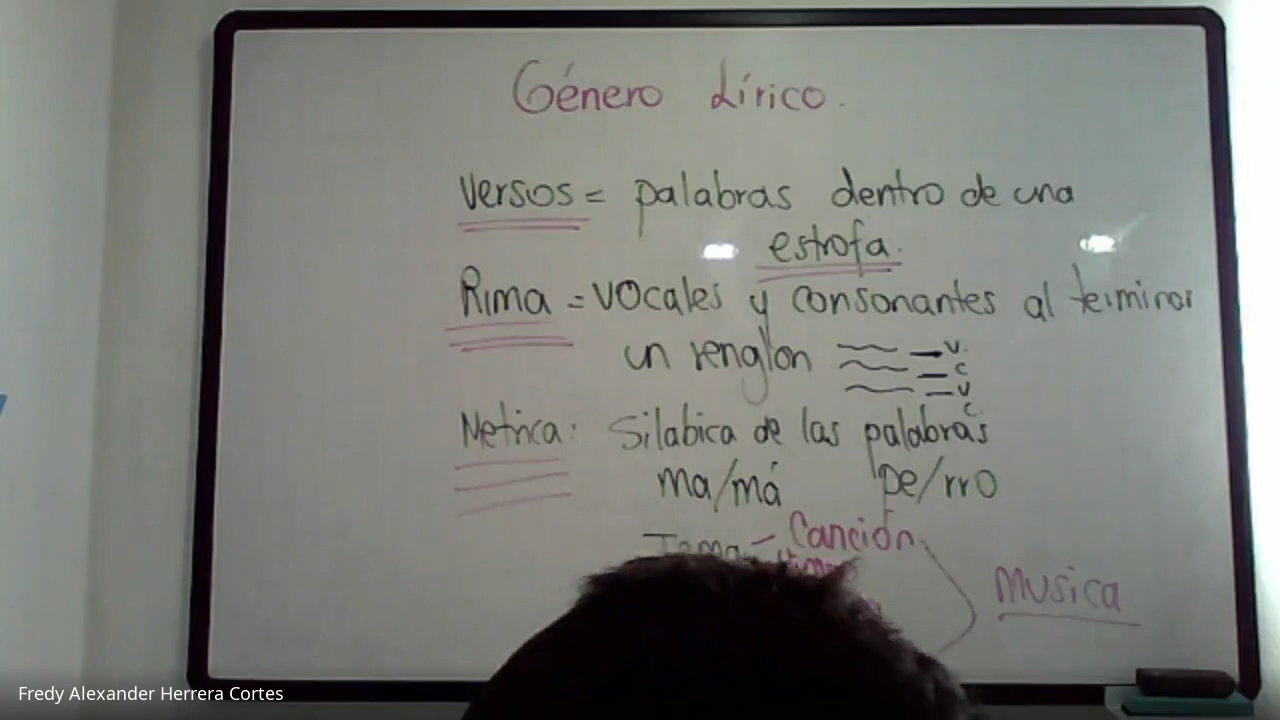 Género Lírico.
Versos = palabras dentro de una
estrofa.
Rima = vocales y consonantes al terminar
un renglon v.
c
v
c.
Metrica: Silabica de las palabras
ma/má pe/rro
Tema - Canción
Musica
Fredy Alexander Herrera Cortes